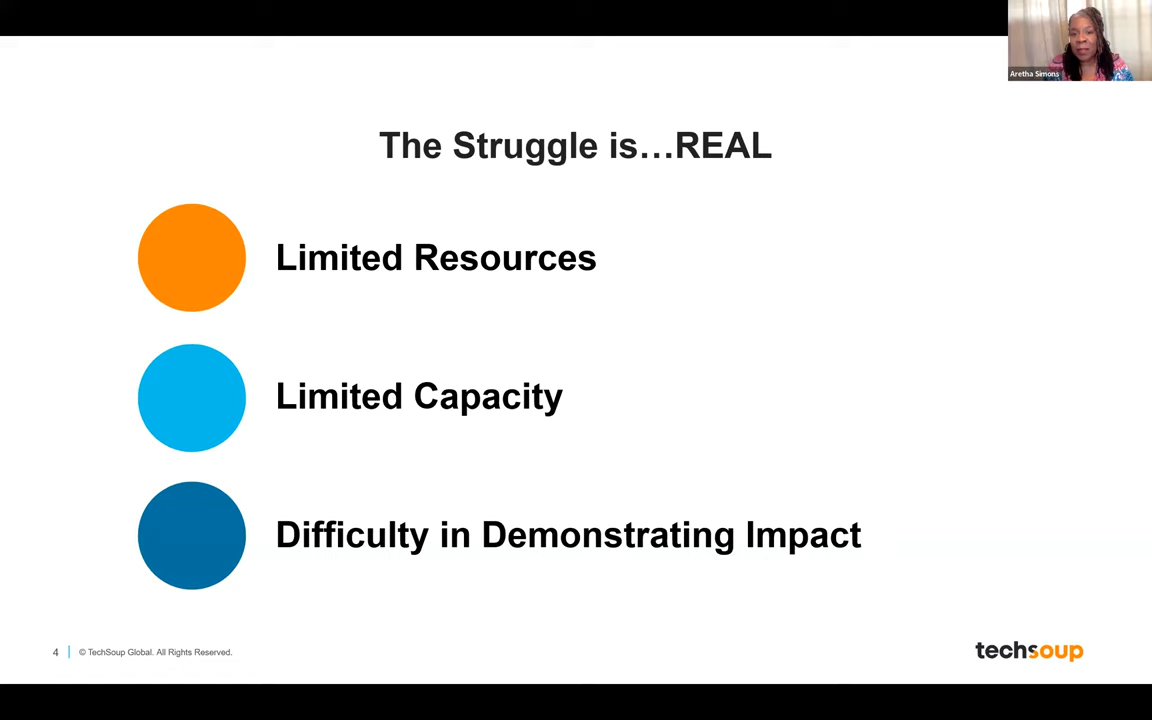 Aretha Simons
The Struggle is…REAL
Limited Resources
Limited Capacity
Difficulty in Demonstrating Impact
4
© TechSoup Global. All Rights Reserved.
techsoup